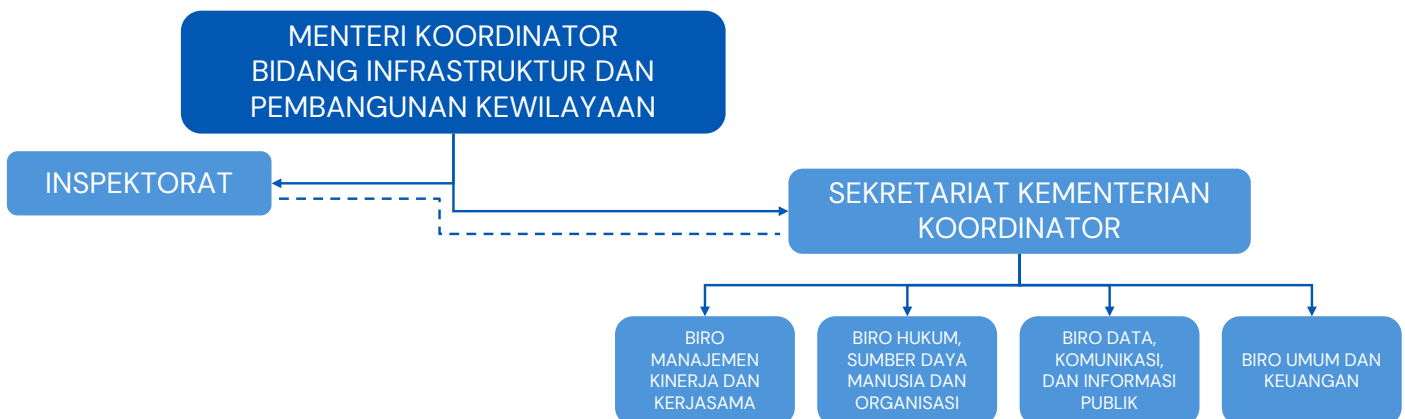 MENTERI KOORDINATOR
BIDANG INFRASTRUKTUR DAN
PEMBANGUNAN KEWILAYAAN
INSPEKTORAT
SEKRETARIAT KEMENTERIAN
KOORDINATOR
BIRO
MANAJEMEN
KINERJA DAN
KERJASAMA
BIRO HUKUM,
SUMBER DAYA
MANUSIA DAN
ORGANISASI
BIRO DATA,
KOMUNIKASI,
DAN INFORMASI
PUBLIK
BIRO UMUM DAN
KEUANGAN